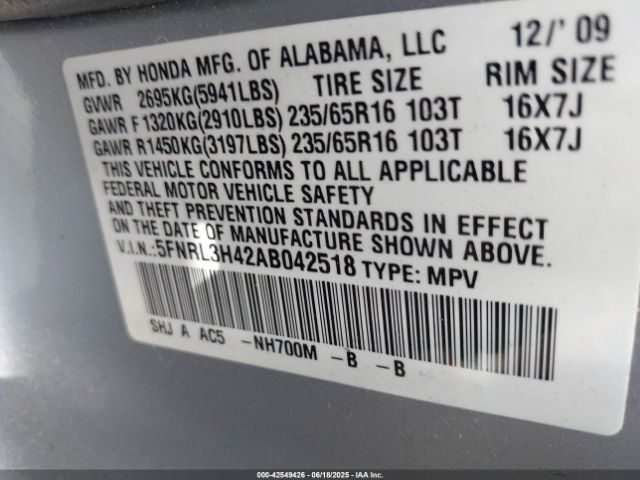 MFD. BY HONDA MFG. OF ALABAMA, LLC 12/'09
GVWR 2695KG(5941LBS) TIRE SIZE RIM SIZE
GAWR F 1320KG(2910LBS) 235/65R16 103T 16X7J
GAWR R1450KG(3197LBS) 235/65R16 103T 16X7J
THIS VEHICLE CONFORMS TO ALL APPLICABLE
FEDERAL MOTOR VEHICLE SAFETY
AND THEFT PREVENTION STANDARDS IN EFFECT
ON THE DATE OF MANUFACTURE SHOWN ABOVE.
V.I.N.:5FNRL3H42AB042518 TYPE: MPV
SHJ A AC5 -NH700M -B -B
000-42549426 - 06/18/2025 - IAAI.com